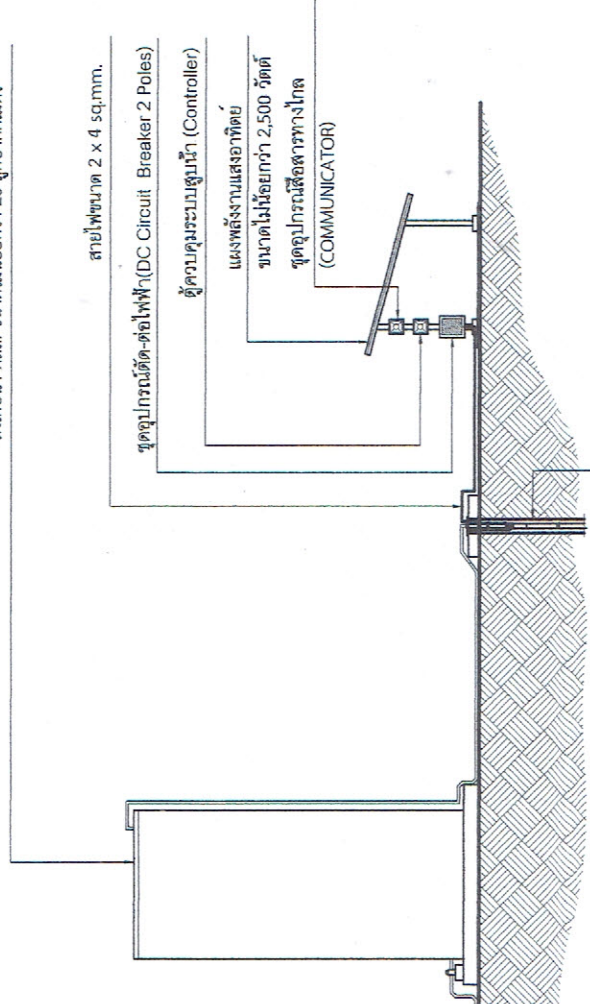 สายไฟขนาด 2 x 4 sq.mm.
ชุดอุปกรณ์ตัด-ต่อไฟฟ้า(DC Circuit Breaker 2 Poles)
ตู้ควบคุมระบบสูบน้ำ (Controller)
แผงพลังงานแสงอาทิตย์
ขนาดไม่น้อยกว่า 2,500 วัตต์
ชุดอุปกรณ์สื่อสารทางไกล
(COMMUNICATOR)